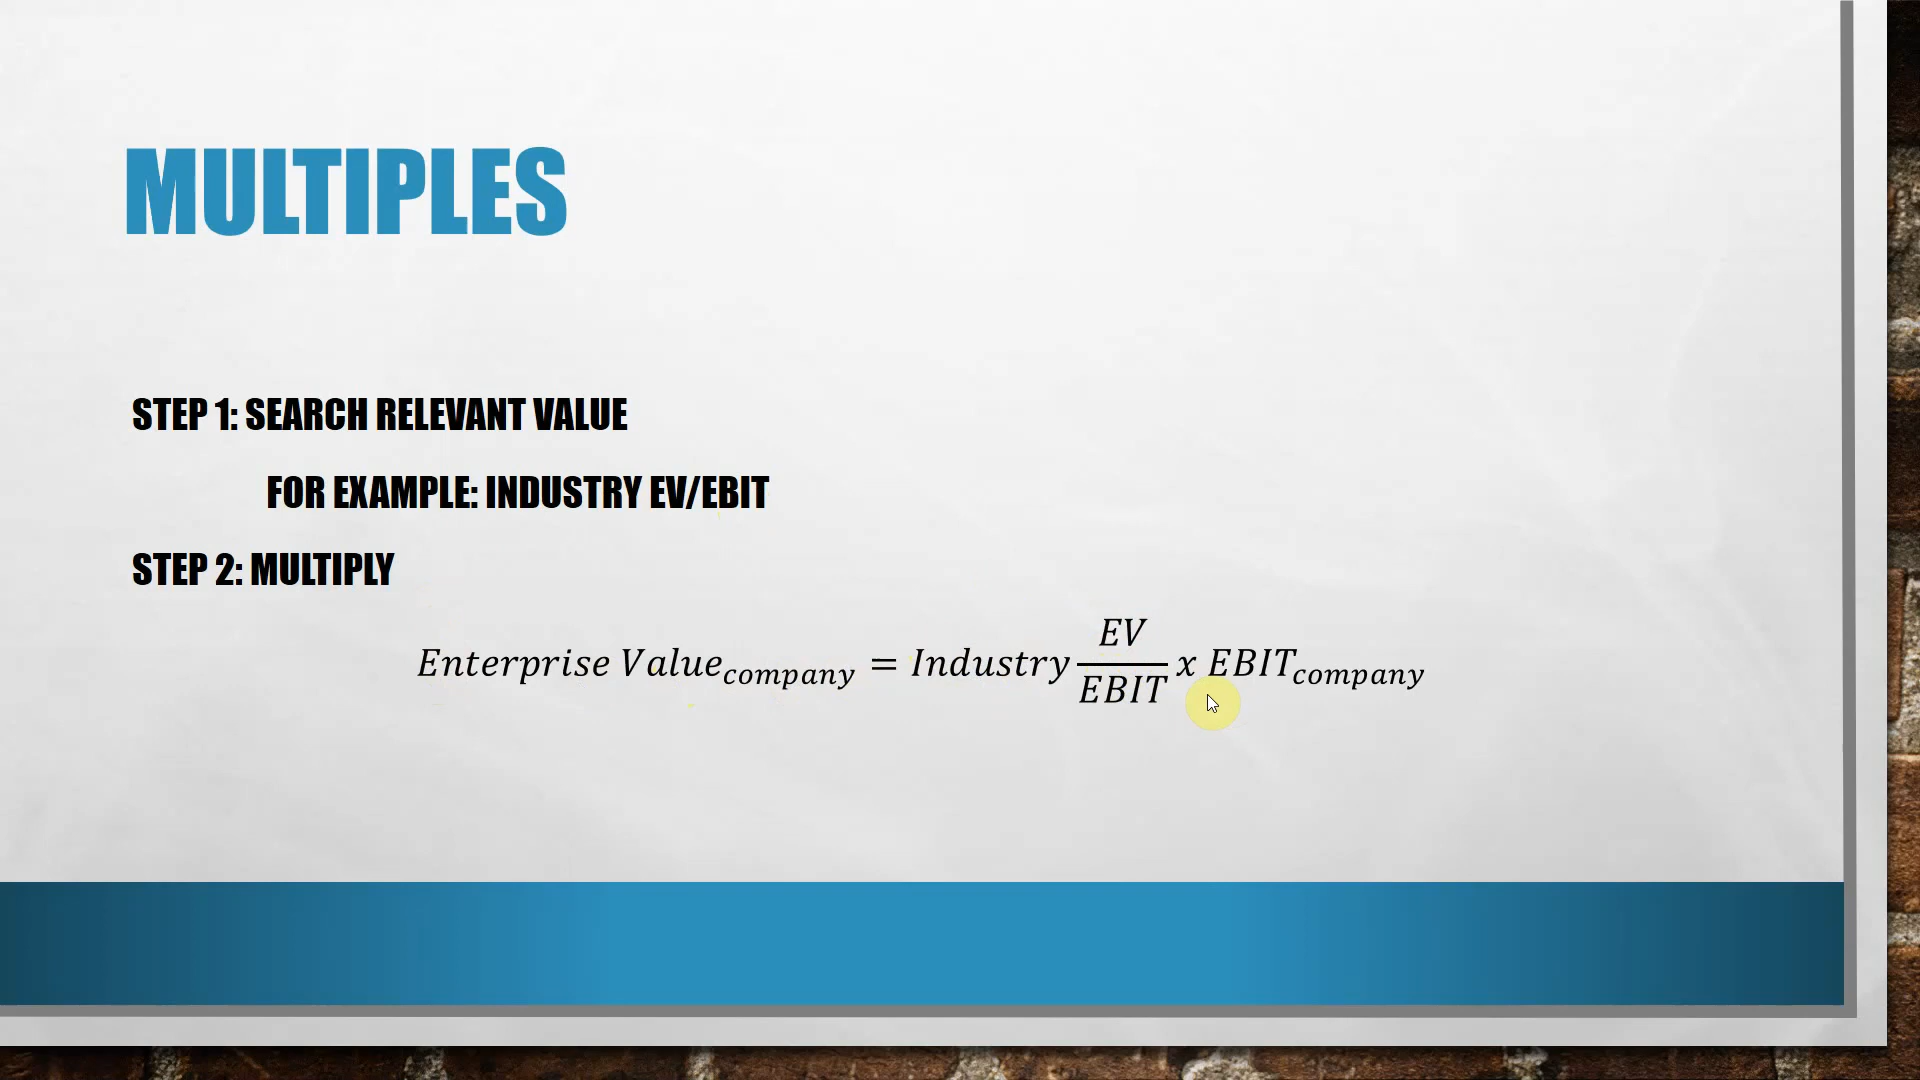 MULTIPLES
STEP 1: SEARCH RELEVANT VALUE
FOR EXAMPLE: INDUSTRY EV/EBIT
STEP 2: MULTIPLY
Enterprise Value_company = Industry EV/EBIT x EBIT_company